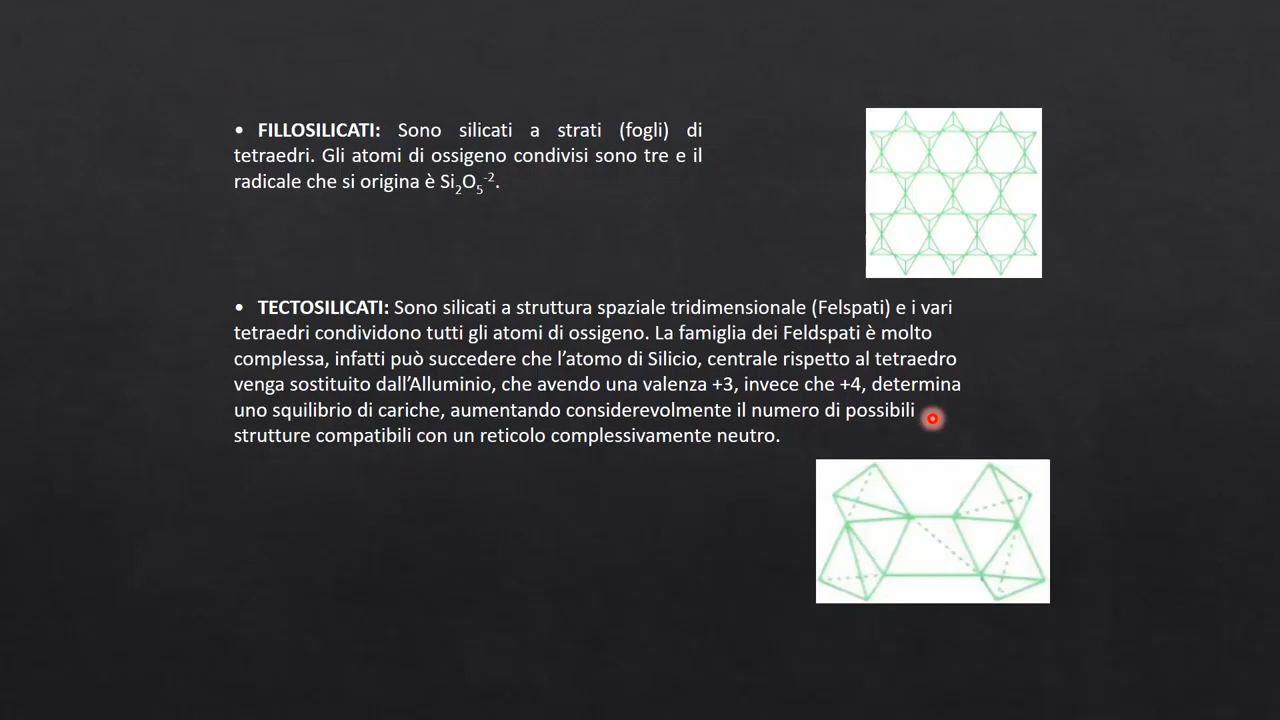 • FILLOSILICATI: Sono silicati a strati (fogli) di
tetraedri. Gli atomi di ossigeno condivisi sono tre e il
radicale che si origina è Si₂O₅⁻².
• TECTOSILICATI: Sono silicati a struttura spaziale tridimensionale (Felspati) e i vari
tetraedri condividono tutti gli atomi di ossigeno. La famiglia dei Feldspati è molto
complessa, infatti può succedere che l’atomo di Silicio, centrale rispetto al tetraedro
venga sostituito dall’Alluminio, che avendo una valenza +3, invece che +4, determina
uno squilibrio di cariche, aumentando considerevolmente il numero di possibili
strutture compatibili con un reticolo complessivamente neutro.